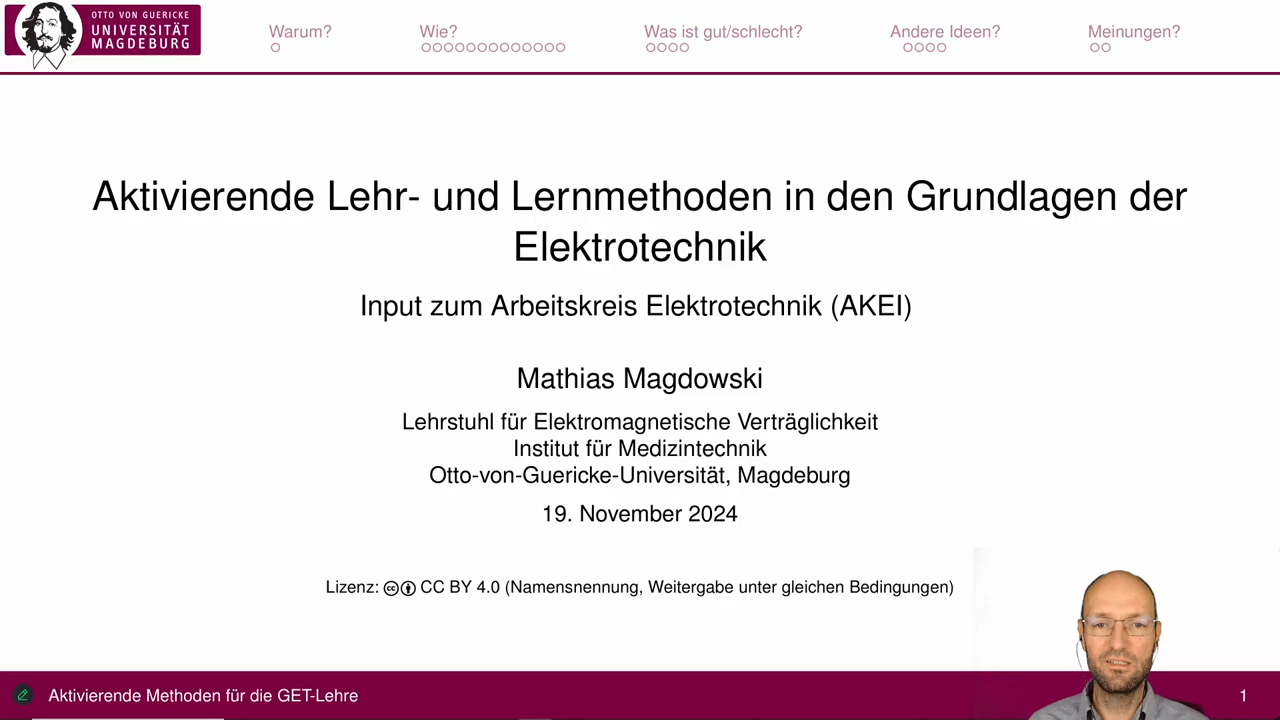 OTTO VON GUERICKE
UNIVERSITÄT
MAGDEBURG
Warum?
Wie?
Was ist gut/schlecht?
Andere Ideen?
Meinungen?
Aktivierende Lehr- und Lernmethoden in den Grundlagen der
Elektrotechnik
Input zum Arbeitskreis Elektrotechnik (AKEI)
Mathias Magdowski
Lehrstuhl für Elektromagnetische Verträglichkeit
Institut für Medizintechnik
Otto-von-Guericke-Universität, Magdeburg
19. November 2024
Lizenz: CC BY 4.0 (Namensnennung, Weitergabe unter gleichen Bedingungen)
Aktivierende Methoden für die GET-Lehre
1